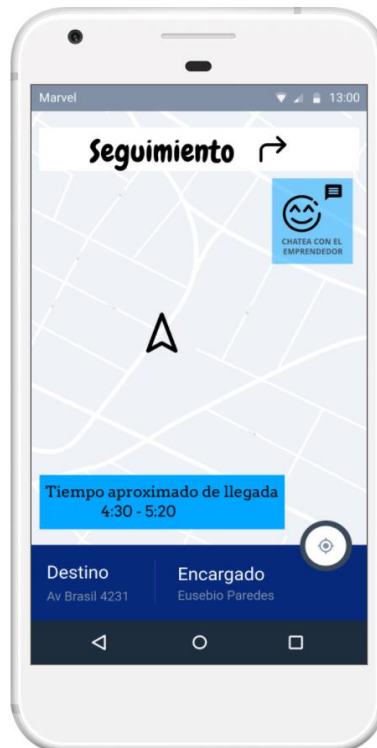 Marvel 13:00
Seguimiento
CHATEA CON EL
EMPRENDEDOR
Tiempo aproximado de llegada
4:30 - 5:20
Destino
Av Brasil 4231
Encargado
Eusebio Paredes